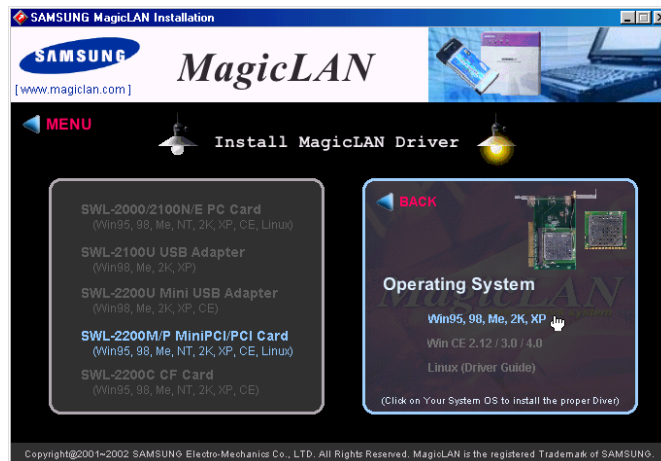 SAMSUNG MagicLAN Installation
SAMSUNG
[www.magiclan.com]
MagicLAN
MENU
Install MagicLAN Driver
SWL-2000/2100N/E PC Card
(Win95, 98, Me, NT, 2K, XP, CE, Linux)
SWL-2100U USB Adapter
(Win98, Me, 2K, XP)
SWL-2200U Mini USB Adapter
(Win98, Me, 2K, XP, CE)
SWL-2200M/P MiniPCI/PCI Card
(Win95, 98, Me, NT, 2K, XP, CE, Linux)
SWL-2200C CF Card
(Win95, 98, Me, NT, 2K, XP, CE)
BACK
Operating System
MagicLAN
Win95, 98, Me, 2K, XP
Win CE 2.12 / 3.0 / 4.0
Linux (Driver Guide)
(Click on Your System OS to install the proper Diver)
Copyright@2001~2002 SAMSUNG Electro-Mechanics Co., LTD. All Rights Reserved. MagicLAN is the registered Trademark of SAMSUNG.